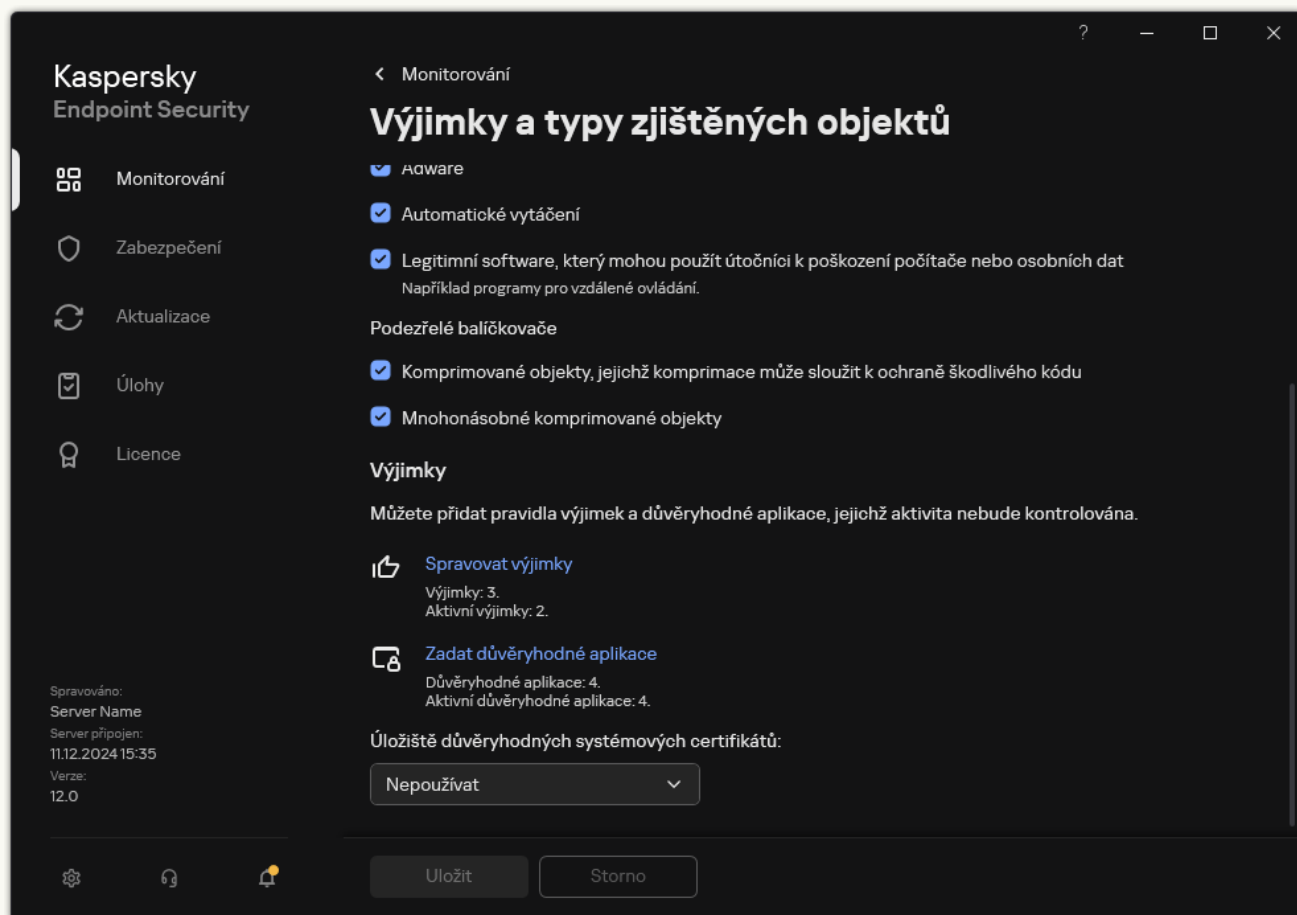 ?
Kaspersky
Endpoint Security
Monitorování
Zabezpečení
Aktualizace
Úlohy
Licence
Spravováno:
Server Name
Server připojen:
11.12.2024 15:35
Verze:
12.0
Monitorování
Výjimky a typy zjištěných objektů
Adware
Automatické vytáčení
Legitimní software, který mohou použít útočníci k poškození počítače nebo osobních dat
Například programy pro vzdálené ovládání.
Podezřelé balíčkovače
Komprimované objekty, jejichž komprimace může sloužit k ochraně škodlivého kódu
Mnohonásobné komprimované objekty
Výjimky
Můžete přidat pravidla výjimek a důvěryhodné aplikace, jejichž aktivita nebude kontrolována.
Spravovat výjimky
Výjimky: 3.
Aktivní výjimky: 2.
Zadat důvěryhodné aplikace
Důvěryhodné aplikace: 4.
Aktivní důvěryhodné aplikace: 4.
Úložiště důvěryhodných systémových certifikátů:
Nepoužívat
Uložit
Storno